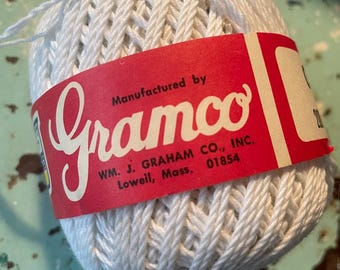 Manufactured by
Gramco
WM. J. GRAHAM CO., INC.
Lowell, Mass. 01854